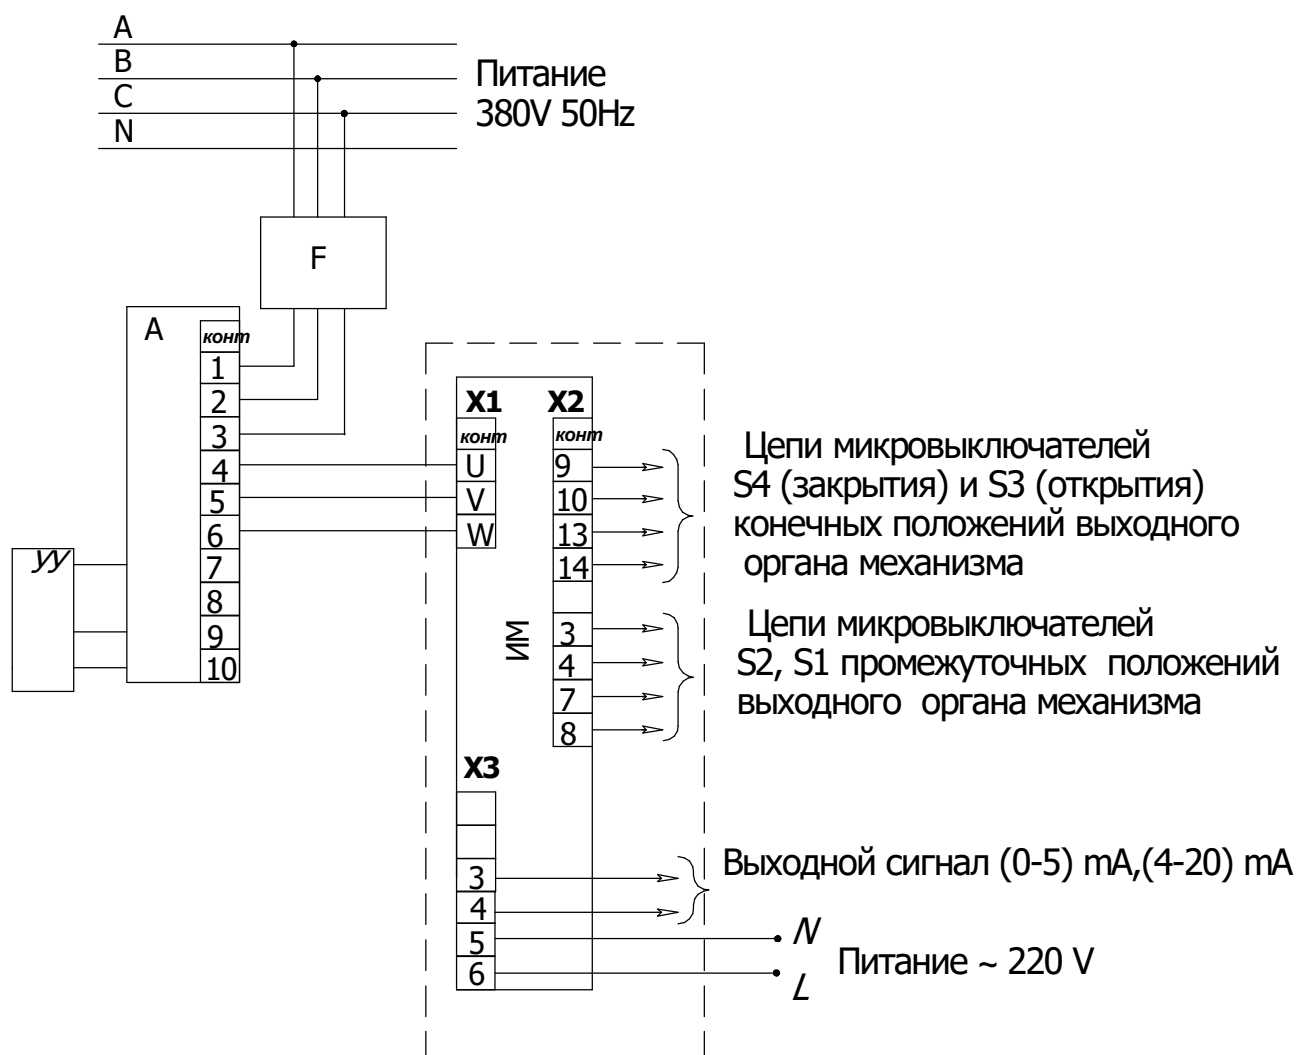 A
B
C
N
Питание
380V 50Hz
F
A
конт
1
2
3
4
5
6
7
8
9
10
УУ
X1
конт
U
V
W
X2
конт
9
10
13
14
3
4
7
8
ИМ
X3
3
4
5
6
Цепи микровыключателей
S4 (закрытия) и S3 (открытия)
конечных положений выходного
органа механизма
Цепи микровыключателей
S2, S1 промежуточных положений
выходного органа механизма
Выходной сигнал (0-5) mA,(4-20) mA
N
Питание ~ 220 V
L